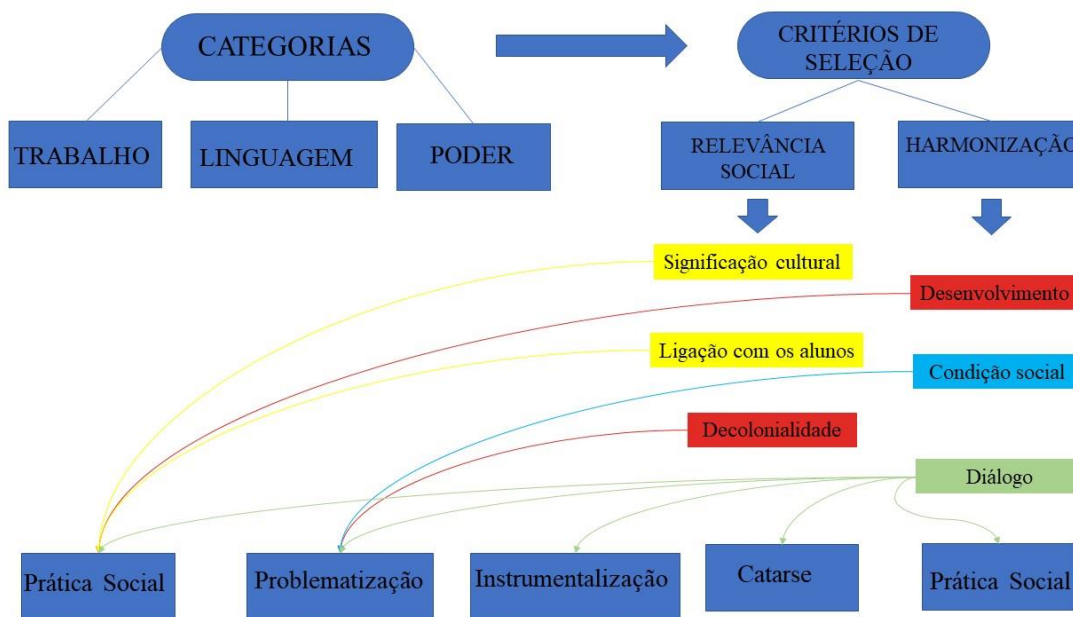 CATEGORIAS
CRITÉRIOS DE
SELEÇÃO
TRABALHO
LINGUAGEM
PODER
RELEVÂNCIA
SOCIAL
HARMONIZAÇÃO
Significação cultural
Desenvolvimento
Ligação com os alunos
Condição social
Decolonialidade
Diálogo
Prática Social
Problematização
Instrumentalização
Catarse
Prática Social